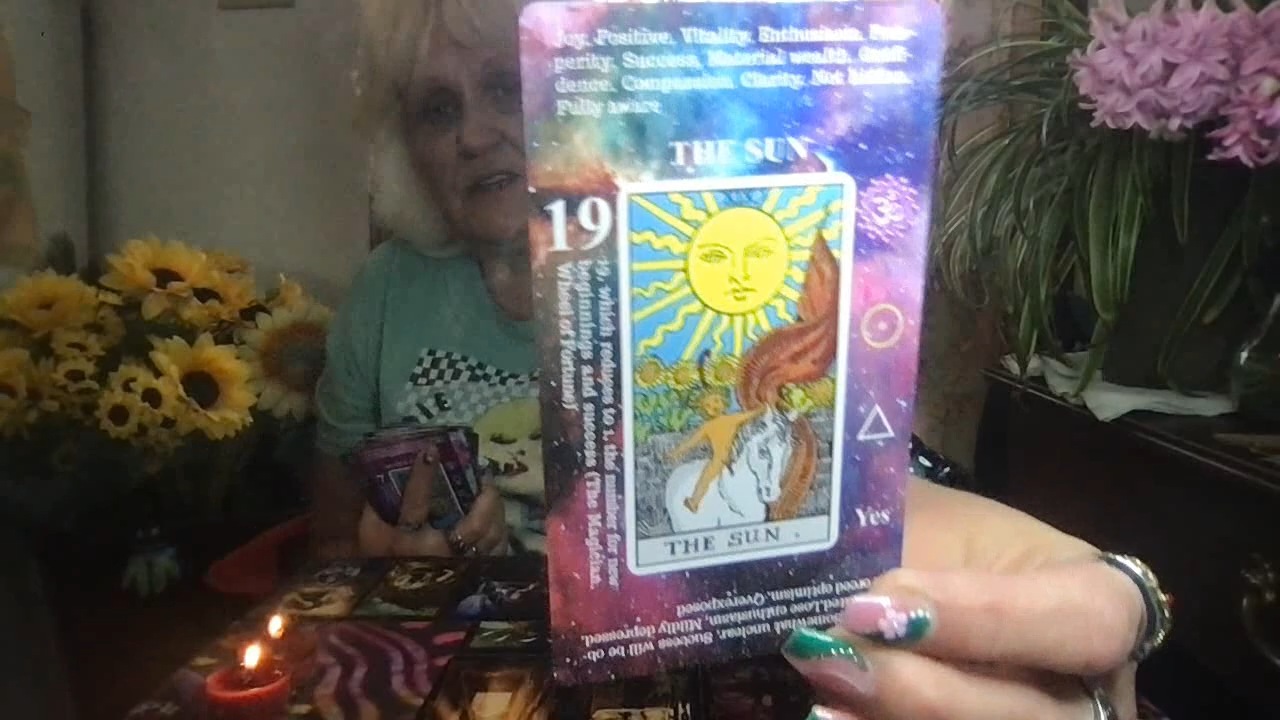 Joy, Positive, Vitality, Enthusiasm, Pros-
perity, Success, Material wealth, Confi-
dence, Compassion, Clarity, Not hidden,
Fully aware
THE SUN
19
19, which reduces to 1, the number for new
beginnings and success (The Magician,
Wheel of Fortune)
XIX
THE SUN.
Yes
Success will be ob-
Somewhat unclear,
Lose enthusiasm, Mildly depressed,
optimism, Overexposed